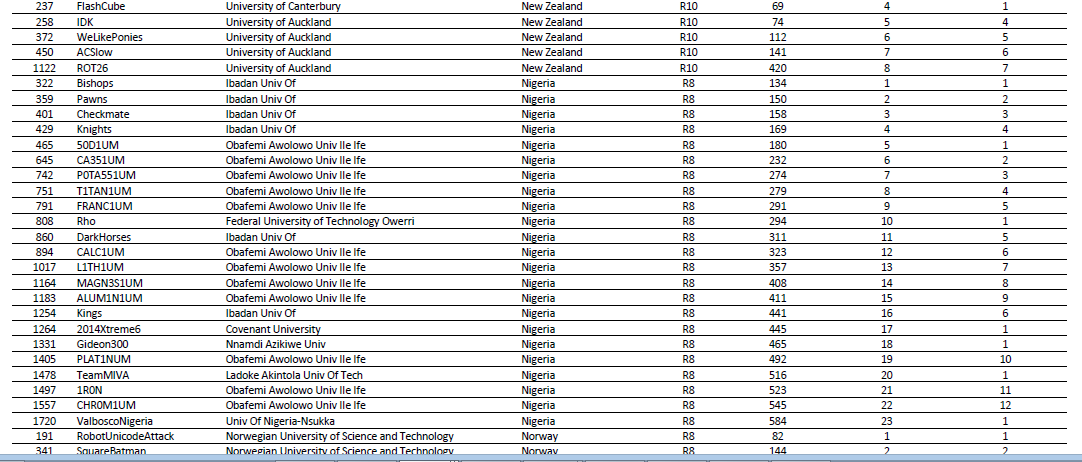 237 FlashCube University of Canterbury New Zealand R10 69 4 1
258 IDK University of Auckland New Zealand R10 74 5 4
372 WeLikePonies University of Auckland New Zealand R10 112 6 5
450 ACSlow University of Auckland New Zealand R10 141 7 6
1122 ROT26 University of Auckland New Zealand R10 420 8 7
322 Bishops Ibadan Univ Of Nigeria R8 134 1 1
359 Pawns Ibadan Univ Of Nigeria R8 150 2 2
401 Checkmate Ibadan Univ Of Nigeria R8 158 3 3
429 Knights Ibadan Univ Of Nigeria R8 169 4 4
465 50D1UM Obafemi Awolowo Univ Ile Ife Nigeria R8 180 5 1
645 CA351UM Obafemi Awolowo Univ Ile Ife Nigeria R8 232 6 2
742 P0TA551UM Obafemi Awolowo Univ Ile Ife Nigeria R8 274 7 3
751 T1TAN1UM Obafemi Awolowo Univ Ile Ife Nigeria R8 279 8 4
791 FRANC1UM Obafemi Awolowo Univ Ile Ife Nigeria R8 291 9 5
808 Rho Federal University of Technology Owerri Nigeria R8 294 10 1
860 DarkHorses Ibadan Univ Of Nigeria R8 311 11 5
894 CALC1UM Obafemi Awolowo Univ Ile Ife Nigeria R8 323 12 6
1017 L1TH1UM Obafemi Awolowo Univ Ile Ife Nigeria R8 357 13 7
1164 MAGN3S1UM Obafemi Awolowo Univ Ile Ife Nigeria R8 408 14 8
1183 ALUM1N1UM Obafemi Awolowo Univ Ile Ife Nigeria R8 411 15 9
1254 Kings Ibadan Univ Of Nigeria R8 441 16 6
1264 2014Xtreme6 Covenant University Nigeria R8 445 17 1
1331 Gideon300 Nnamdi Azikiwe Univ Nigeria R8 465 18 1
1405 PLAT1NUM Obafemi Awolowo Univ Ile Ife Nigeria R8 492 19 10
1478 TeamMIVA Ladoke Akintola Univ Of Tech Nigeria R8 516 20 1
1497 1R0N Obafemi Awolowo Univ Ile Ife Nigeria R8 523 21 11
1557 CHR0M1UM Obafemi Awolowo Univ Ile Ife Nigeria R8 545 22 12
1720 ValboscoNigeria Univ Of Nigeria-Nsukka Nigeria R8 584 23 1
191 RobotUnicodeAttack Norwegian University of Science and Technology Norway R8 82 1 1
341 SquareBatman Norwegian University of Science and Technology Norway R8 144 2 2